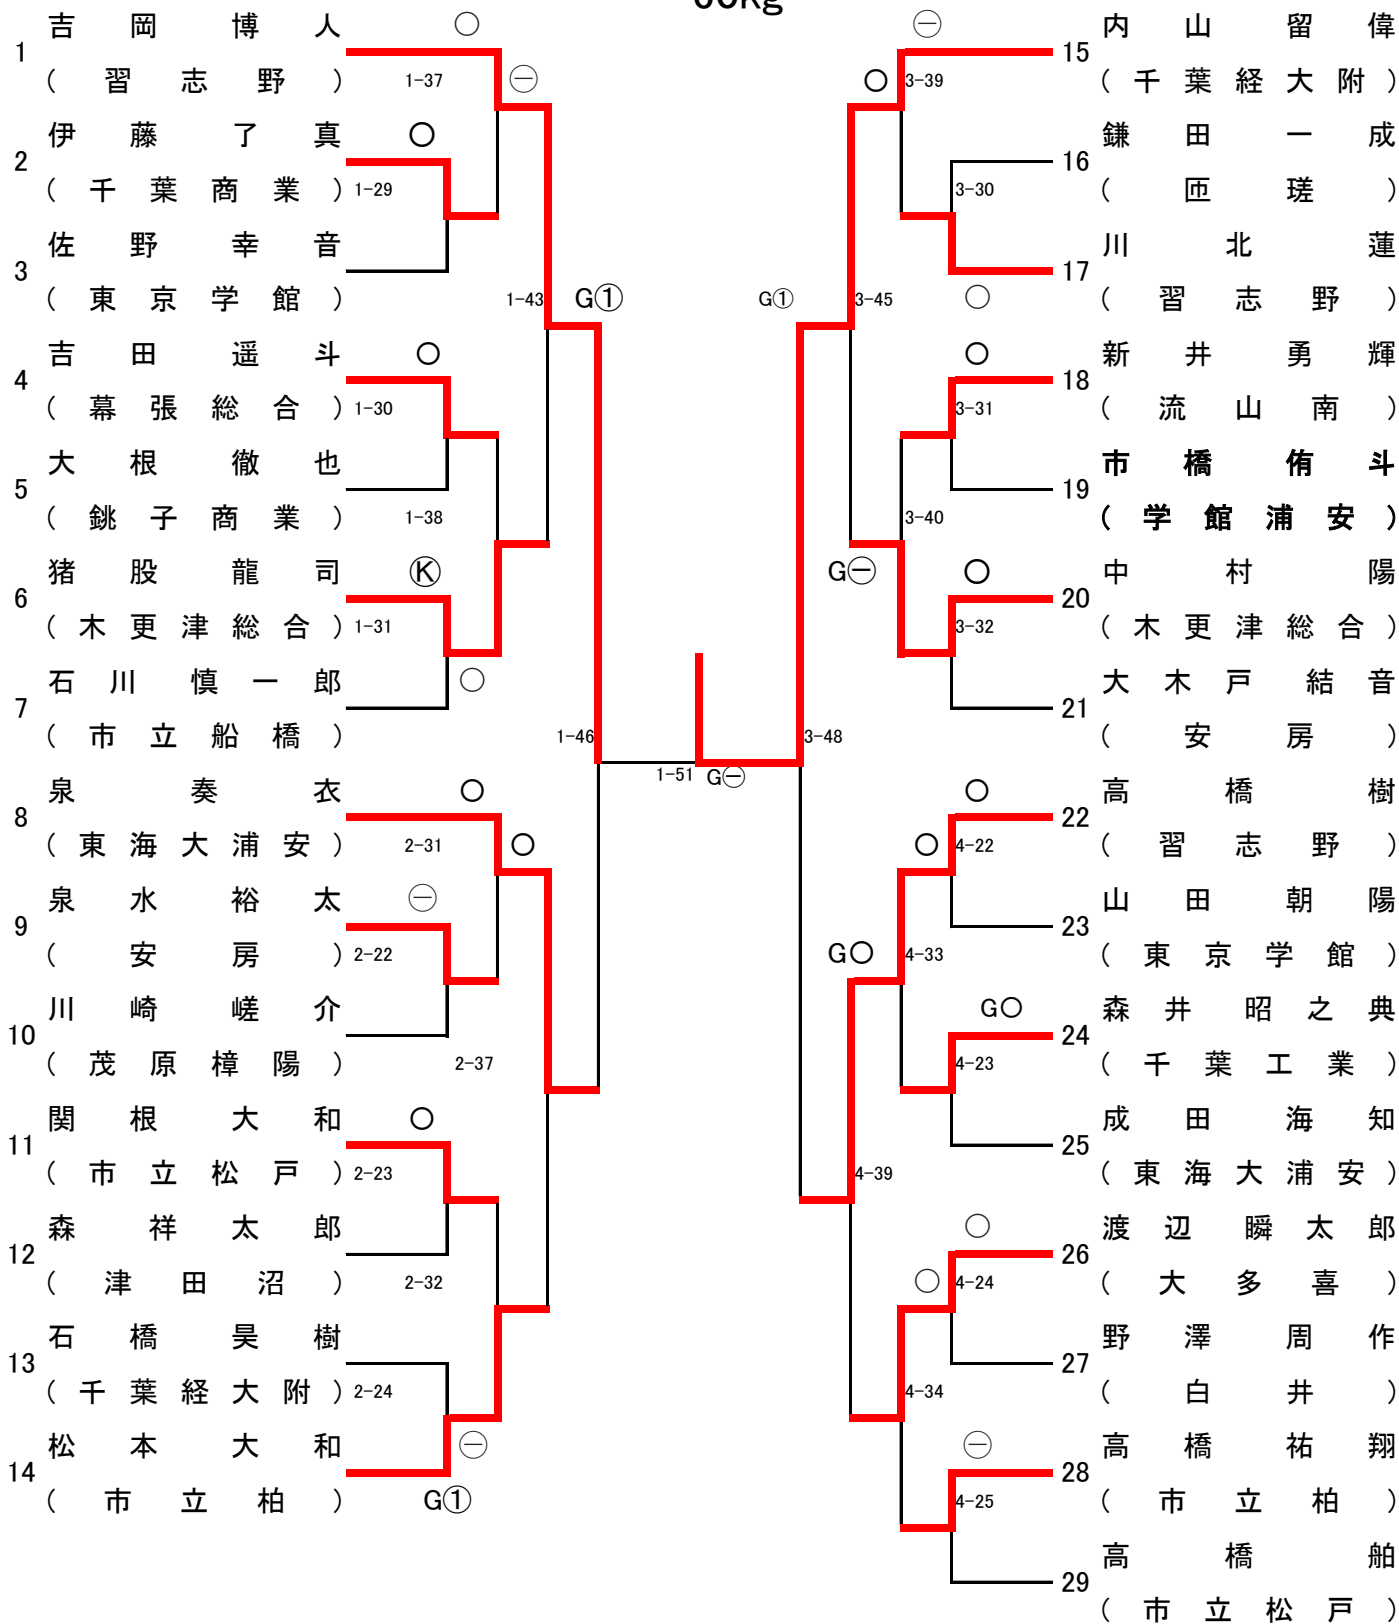 1 吉岡博人 (習志野)
2 伊藤了真 (千葉商業)
3 佐野幸音 (東京学館)
4 吉田遥斗 (幕張総合)
5 大根徹也 (銚子商業)
6 猪股龍司 (木更津総合)
7 石川慎一郎 (市立船橋)
8 泉奏衣 (東海大浦安)
9 泉水裕太 (安房)
10 川崎嵯介 (茂原樟陽)
11 関根大和 (市立松戸)
12 森祥太郎 (津田沼)
13 石橋昊樹 (千葉経大附)
14 松本大和 (市立柏)
○
1-37
㊀
○
1-29
1-43
G①
○
1-30
1-38
Ⓚ
1-31
○
1-46
○
2-31
○
㊀
2-22
2-37
○
2-23
2-32
2-24
㊀
G①
1-51
G㊀
㊀
○
3-39
3-30
G①
3-45
○
○
3-31
3-40
G㊀
○
3-32
3-48
○
○
4-22
G○
4-33
G○
4-23
4-39
○
○
4-24
4-34
㊀
4-25
15 内山留偉 (千葉経大附)
16 鎌田一成 (匝瑳)
17 川北蓮 (習志野)
18 新井勇輝 (流山南)
19 市橋侑斗 (学館浦安)
20 中村陽 (木更津総合)
21 大木戸結音 (安房)
22 高橋樹 (習志野)
23 山田朝陽 (東京学館)
24 森井昭之典 (千葉工業)
25 成田海知 (東海大浦安)
26 渡辺瞬太郎 (大多喜)
27 野澤周作 (白井)
28 高橋祐翔 (市立柏)
29 高橋舶 (市立松戸)